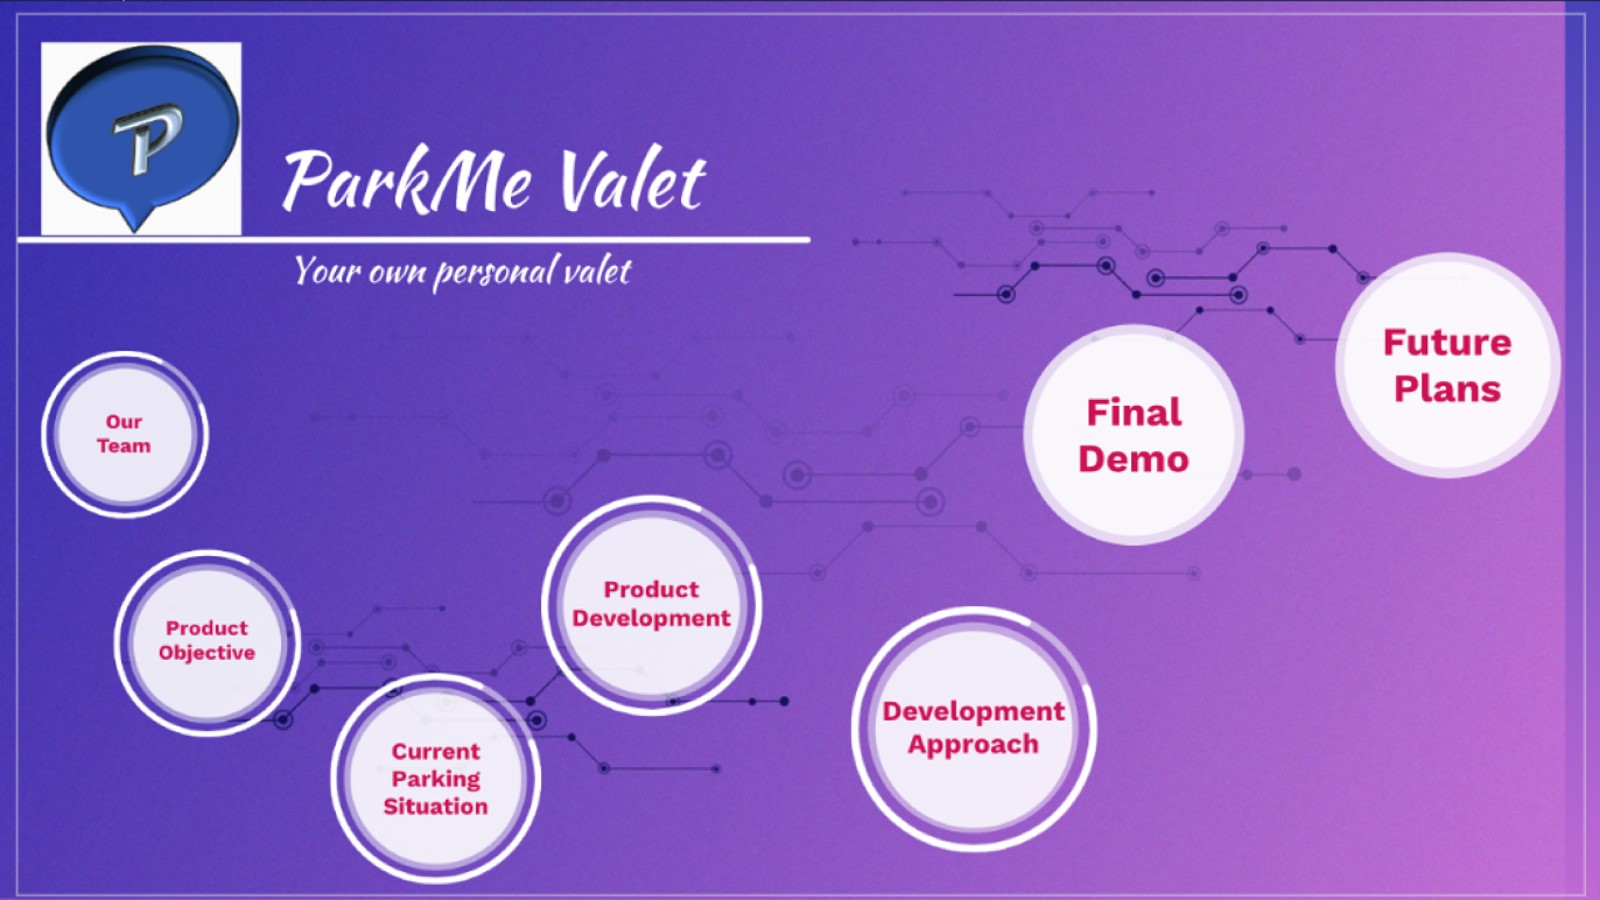 P
ParkMe Valet
Your own personal valet
Our
Team
Product
Objective
Current
Parking
Situation
Product
Development
Development
Approach
Final
Demo
Future
Plans